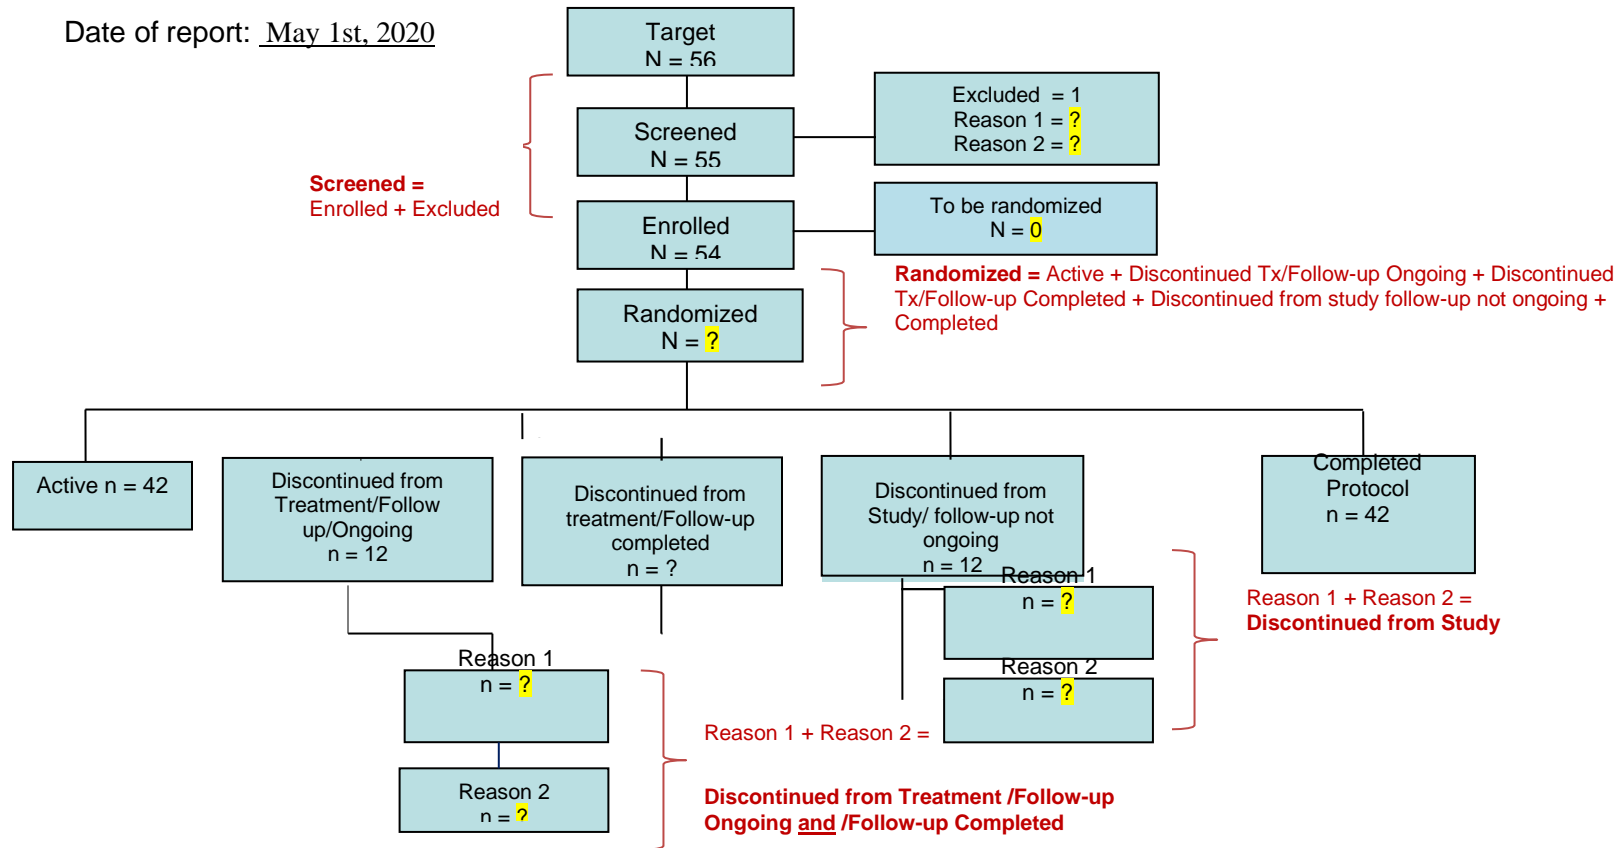 Date of report: May 1st, 2020
Target
N = 56
Excluded = 1
Reason 1 = ?
Reason 2 = ?
Screened
N = 55
Screened =
Enrolled + Excluded
Enrolled
N = 54
To be randomized
N = 0
Randomized = Active + Discontinued Tx/Follow-up Ongoing + Discontinued
Tx/Follow-up Completed + Discontinued from study follow-up not ongoing +
Completed
Randomized
N = ?
Active n = 42
Discontinued from
Treatment/Follow
up/Ongoing
n = 12
Discontinued from
treatment/Follow-up
completed
n = ?
Discontinued from
Study/ follow-up not
ongoing
n = 12
Completed
Protocol
n = 42
Reason 1
n = ?
Reason 2
n = ?
Reason 1 + Reason 2 =
Discontinued from Study
Reason 1
n = ?
Reason 2
n = ?
Reason 1 + Reason 2 =
Discontinued from Treatment /Follow-up
Ongoing and /Follow-up Completed